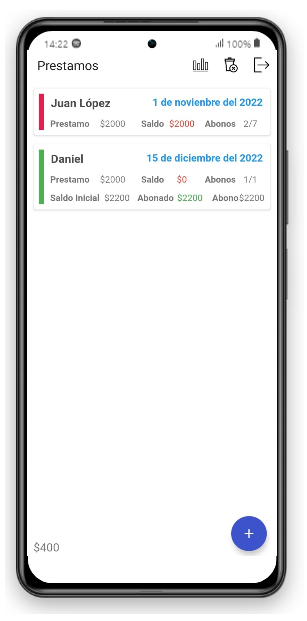 14:22 100%
Prestamos
Juan López 1 de novienbre del 2022
Prestamo $2000 Saldo $2000 Abonos 2/7
Daniel 15 de diciembre del 2022
Prestamo $2000 Saldo $0 Abonos 1/1
Saldo Inicial $2200 Abonado $2200 Abono $2200
+
$400